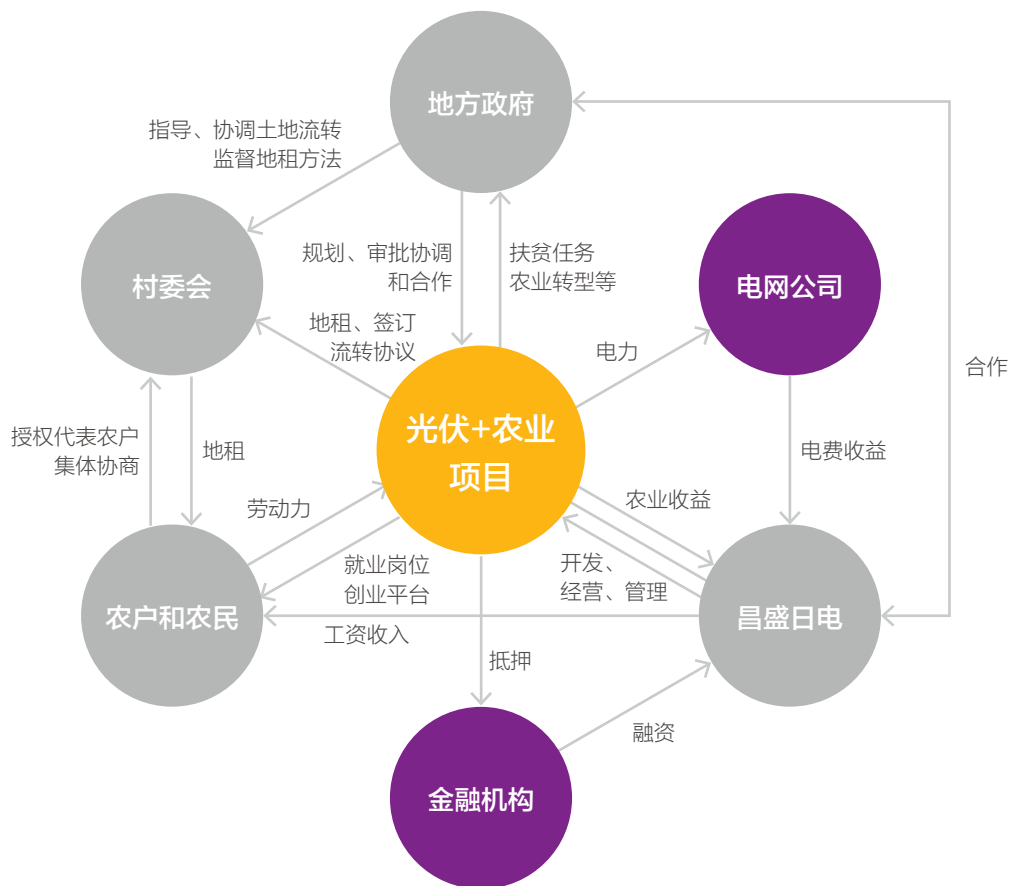 地方政府
指导、协调土地流转
监督地租方法
村委会
规划、审批协调
和合作
扶贫任务
农业转型等
电网公司
地租、签订
流转协议
电力
合作
光伏+农业
项目
授权代表农户
集体协商
地租
电费收益
劳动力
农业收益
就业岗位
创业平台
开发、
经营、管理
农户和农民
昌盛日电
工资收入
抵押
融资
金融机构